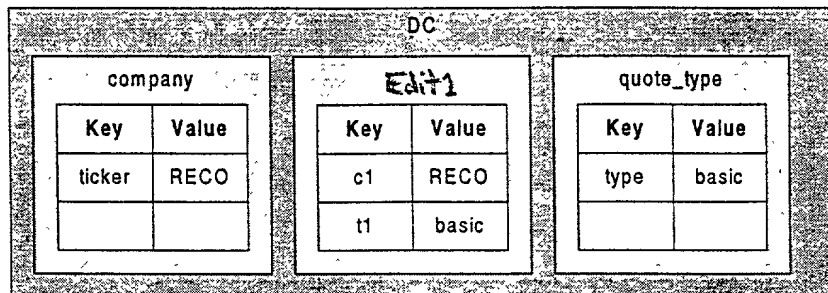 DC
company
Key Value
ticker RECO
Edit1
Key Value
c1 RECO
t1 basic
quote_type
Key Value
type basic